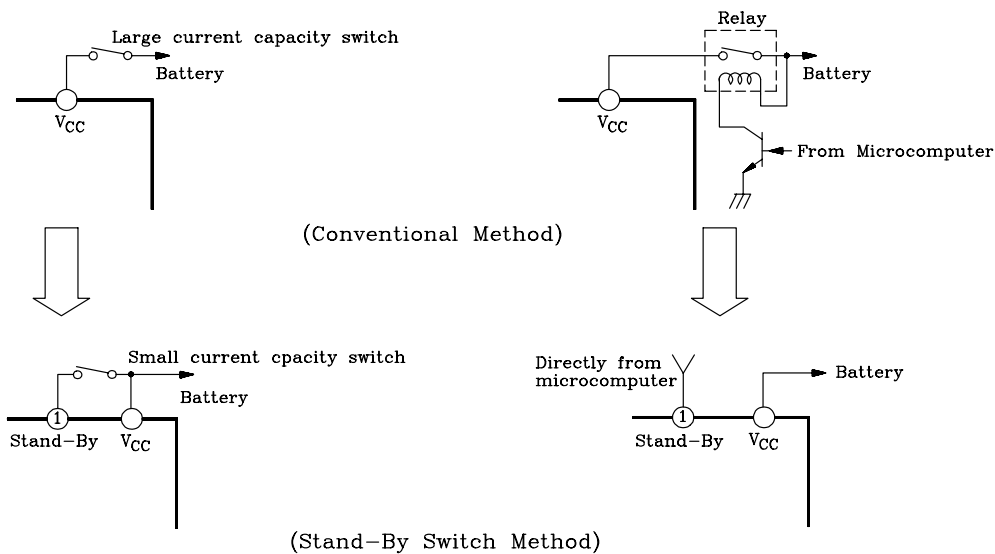 Relay
Large current capacity switch
Battery
Battery
VCC
VCC
From Microcomputer
(Conventional Method)
Small current cpacity switch
Directly from
microcomputer
Battery
Battery
1
1
Stand-By
VCC
Stand-By
VCC
(Stand-By Switch Method)